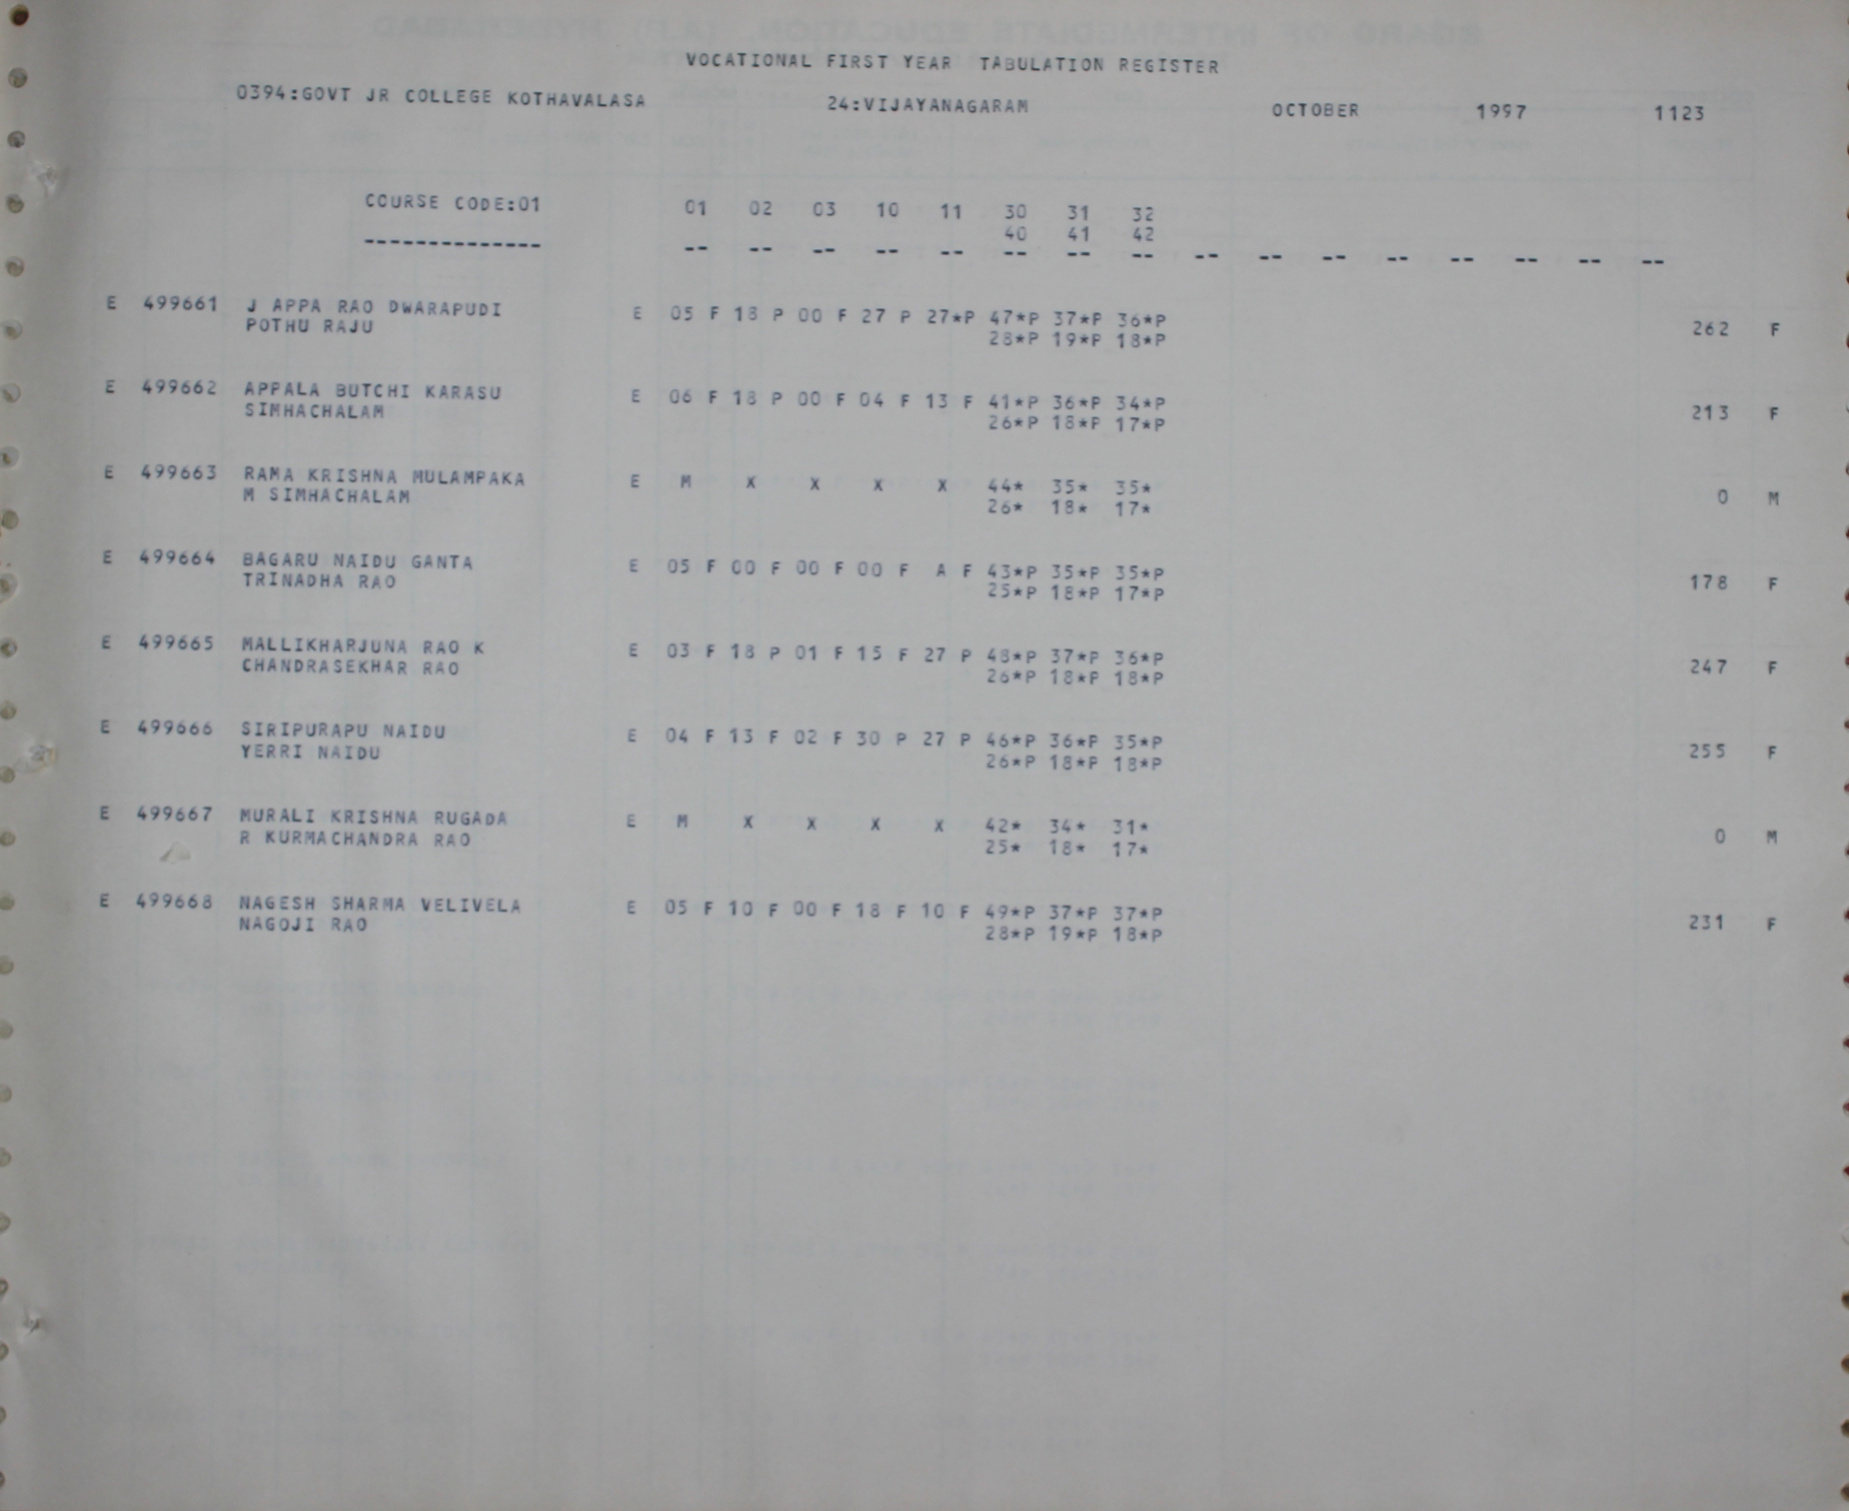 VOCATIONAL FIRST YEAR TABULATION REGISTER
0394:GOVT JR COLLEGE KOTHAVALASA 24:VIJAYANAGARAM OCTOBER 1997 1123
COURSE CODE:01 01 02 03 10 11 30 31 32
40 41 42
-------------- -- -- -- -- -- -- -- -- -- -- -- -- -- -- -- --
E 499661 J APPA RAO DWARAPUDI E 05 F 18 P 00 F 27 P 27*P 47*P 37*P 36*P
POTHU RAJU 28*P 19*P 18*P 262 F
E 499662 APPALA BUTCHI KARASU E 06 F 18 P 00 F 04 F 13 F 41*P 36*P 34*P
SIMHACHALAM 26*P 18*P 17*P 213 F
E 499663 RAMA KRISHNA MULAMPAKA E M X X X X 44* 35* 35*
M SIMHACHALAM 26* 18* 17* 0 M
E 499664 BAGARU NAIDU GANTA E 05 F 00 F 00 F 00 F A F 43*P 35*P 35*P
TRINADHA RAO 25*P 18*P 17*P 178 F
E 499665 MALLIKHARJUNA RAO K E 03 F 18 P 01 F 15 F 27 P 48*P 37*P 36*P
CHANDRASEKHAR RAO 26*P 18*P 18*P 247 F
E 499666 SIRIPURAPU NAIDU E 04 F 13 F 02 F 30 P 27 P 46*P 36*P 35*P
YERRI NAIDU 26*P 18*P 18*P 255 F
E 499667 MURALI KRISHNA RUGADA E M X X X X 42* 34* 31*
R KURMACHANDRA RAO 25* 18* 17* 0 M
E 499668 NAGESH SHARMA VELIVELA E 05 F 10 F 00 F 18 F 10 F 49*P 37*P 37*P
NAGOJI RAO 28*P 19*P 18*P 231 F